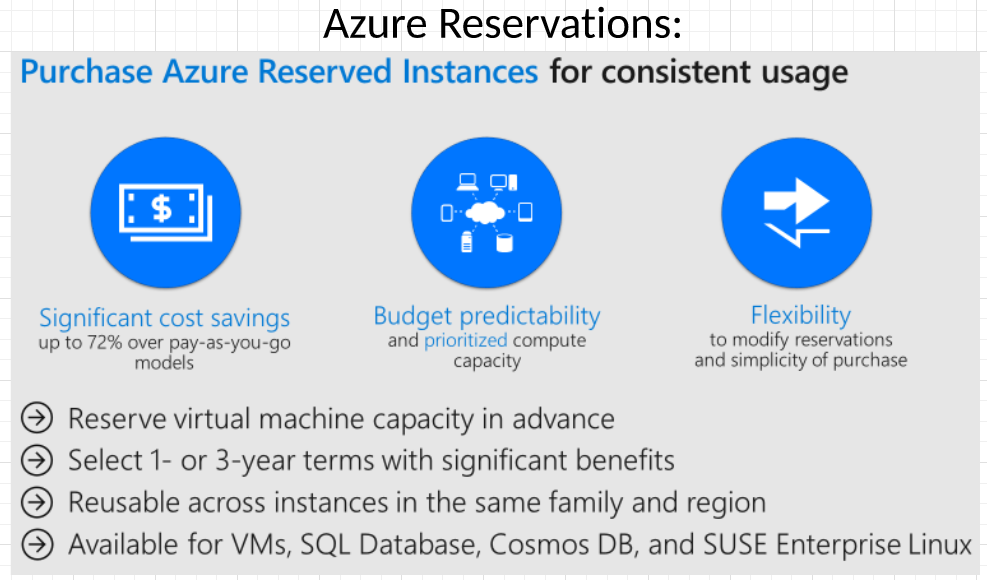 Azure Reservations:
Purchase Azure Reserved Instances for consistent usage
$
Significant cost savings
up to 72% over pay-as-you-go
models
Budget predictability
and prioritized compute
capacity
Flexibility
to modify reservations
and simplicity of purchase
Reserve virtual machine capacity in advance
Select 1- or 3-year terms with significant benefits
Reusable across instances in the same family and region
Available for VMs, SQL Database, Cosmos DB, and SUSE Enterprise Linux